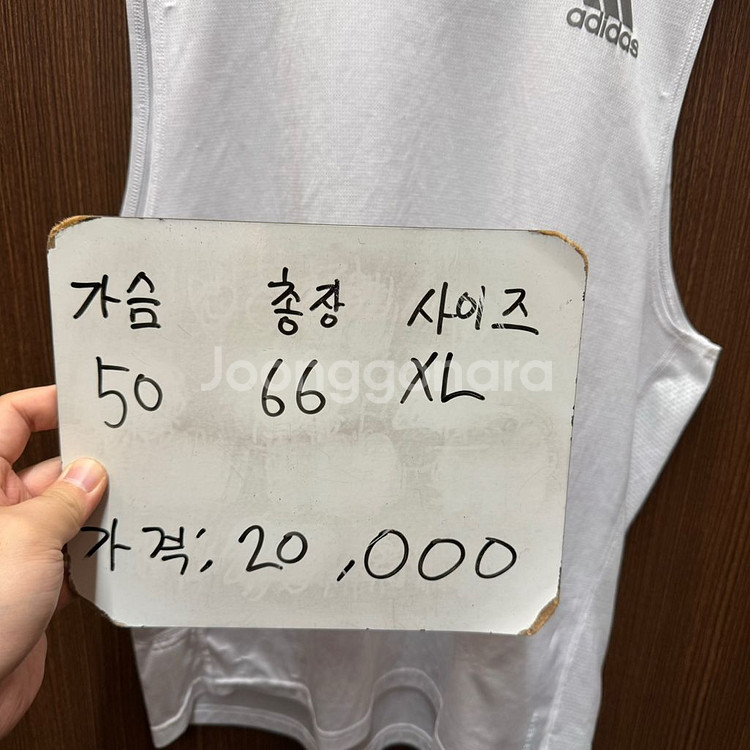 adidas
가슴 총장 사이즈
50 66 XL
Joonggonara
가격; 20,000